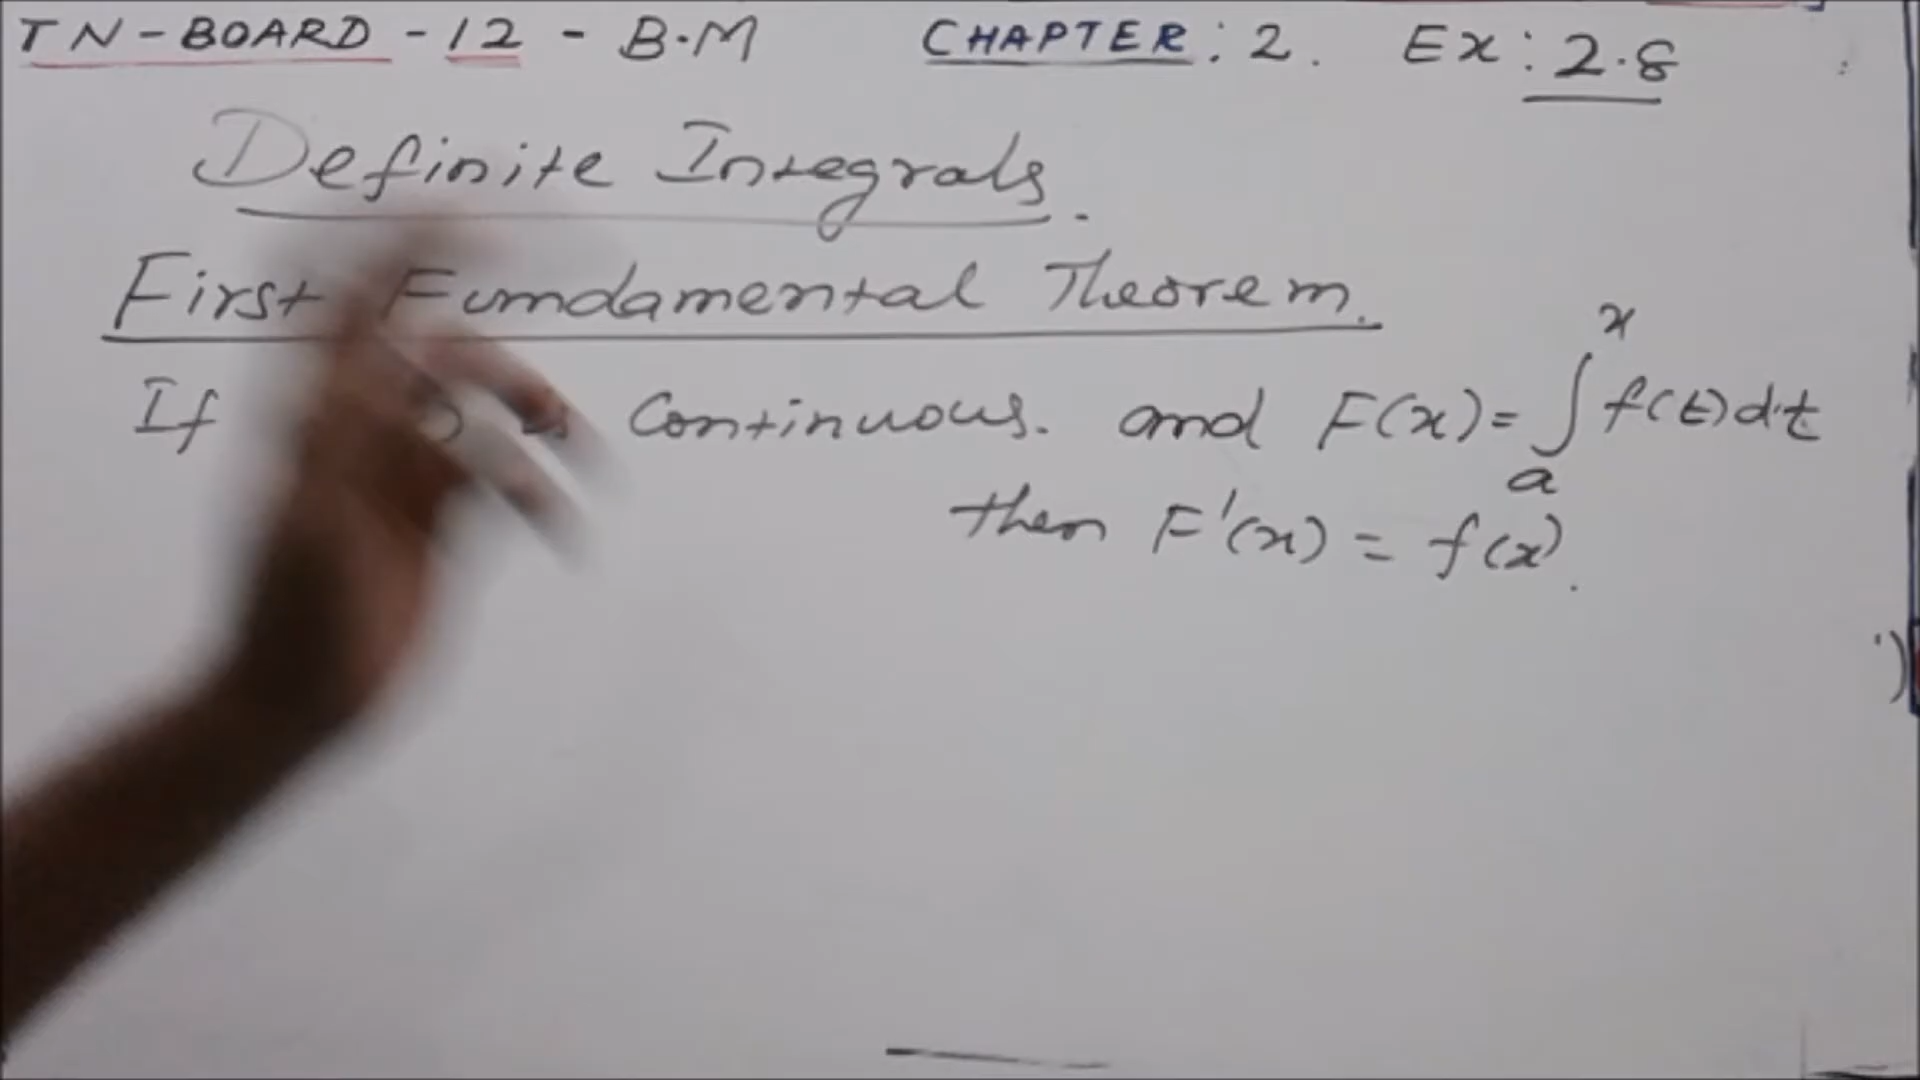 TN-BOARD-12 - B.M CHAPTER: 2. Ex: 2.8
Definite Integrals.
First Fundamental Theorem.
If is Continuous. and F(x)= ∫ₐˣ f(t)dt
then F'(x) = f(x).